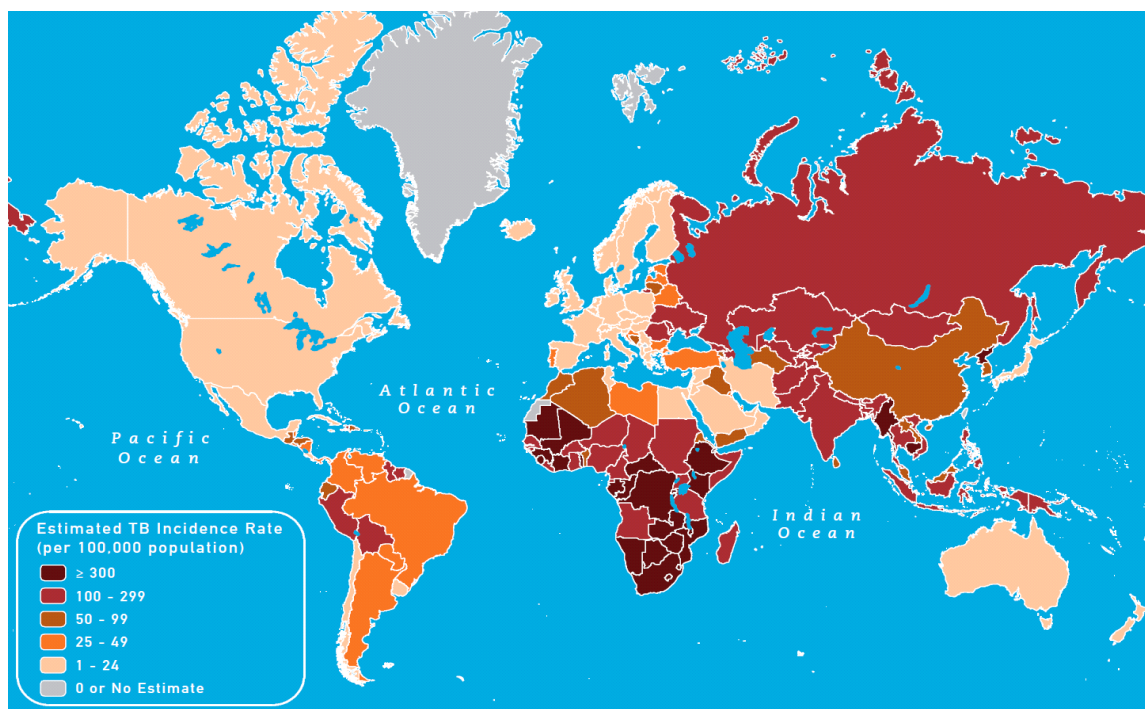 Atlantic
Ocean
Pacific
Ocean
Indian
Ocean
Estimated TB Incidence Rate
(per 100,000 population)
≥ 300
100 - 299
50 - 99
25 - 49
1 - 24
0 or No Estimate